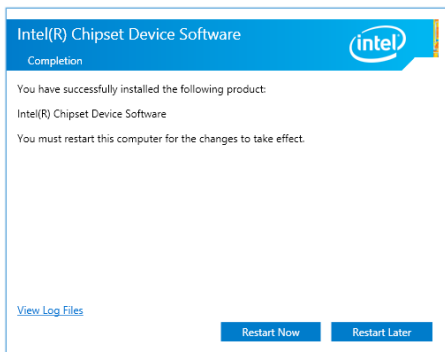 Intel(R) Chipset Device Software
intel
Completion
You have successfully installed the following product:
Intel(R) Chipset Device Software
You must restart this computer for the changes to take effect.
View Log Files
Restart Now
Restart Later